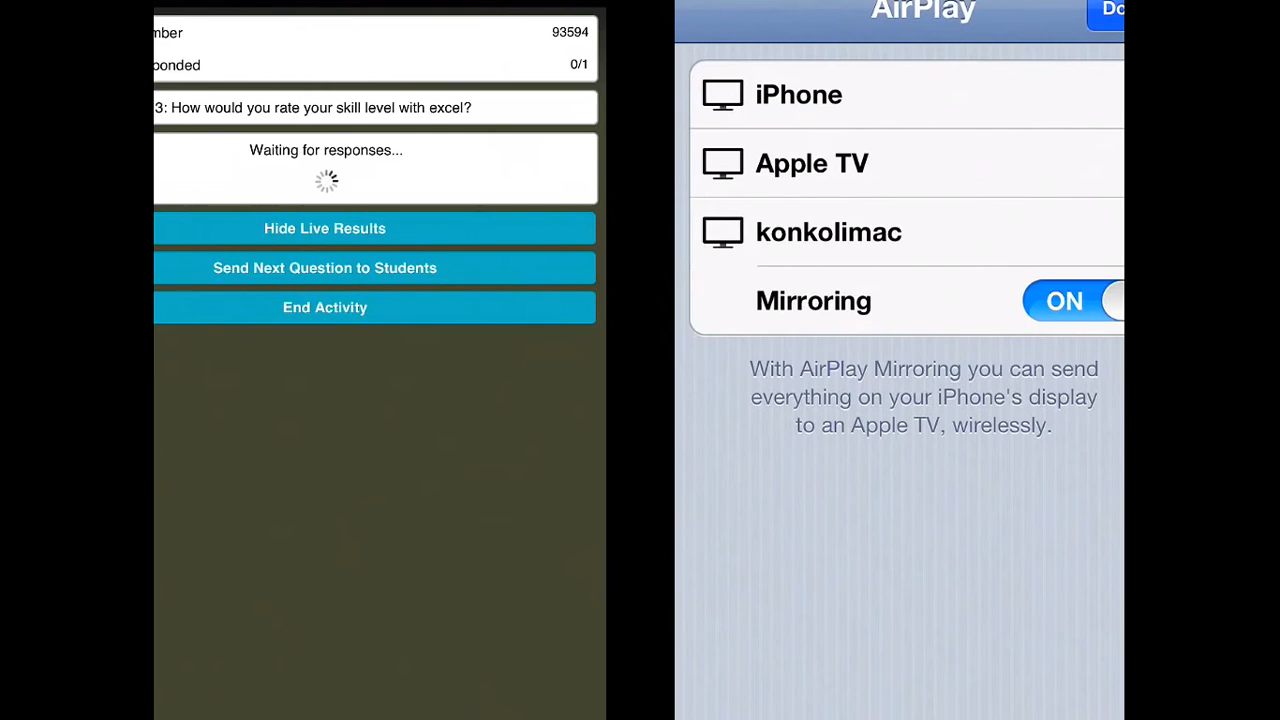 mber 93594
ponded 0/1
3: How would you rate your skill level with excel?
Waiting for responses...
Hide Live Results
Send Next Question to Students
End Activity
AirPlay Do
iPhone
Apple TV
konkolimac
Mirroring ON
With AirPlay Mirroring you can send
everything on your iPhone's display
to an Apple TV, wirelessly.